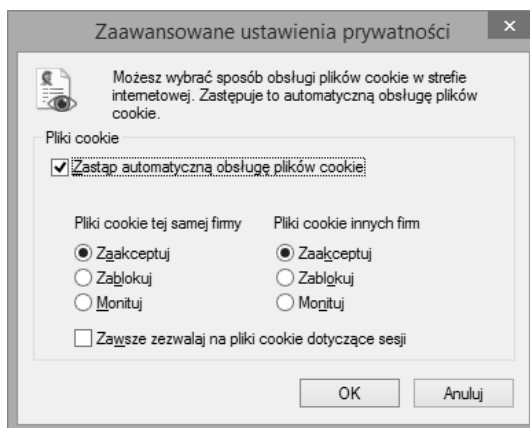 Zaawansowane ustawienia prywatności
Możesz wybrać sposób obsługi plików cookie w strefie
internetowej. Zastępuje to automatyczną obsługę plików
cookie.
Pliki cookie
Zastąp automatyczną obsługę plików cookie
Pliki cookie tej samej firmy Pliki cookie innych firm
Zaakceptuj Zaakceptuj
Zablokuj Zablokuj
Monituj Monituj
Zawsze zezwalaj na pliki cookie dotyczące sesji
OK Anuluj